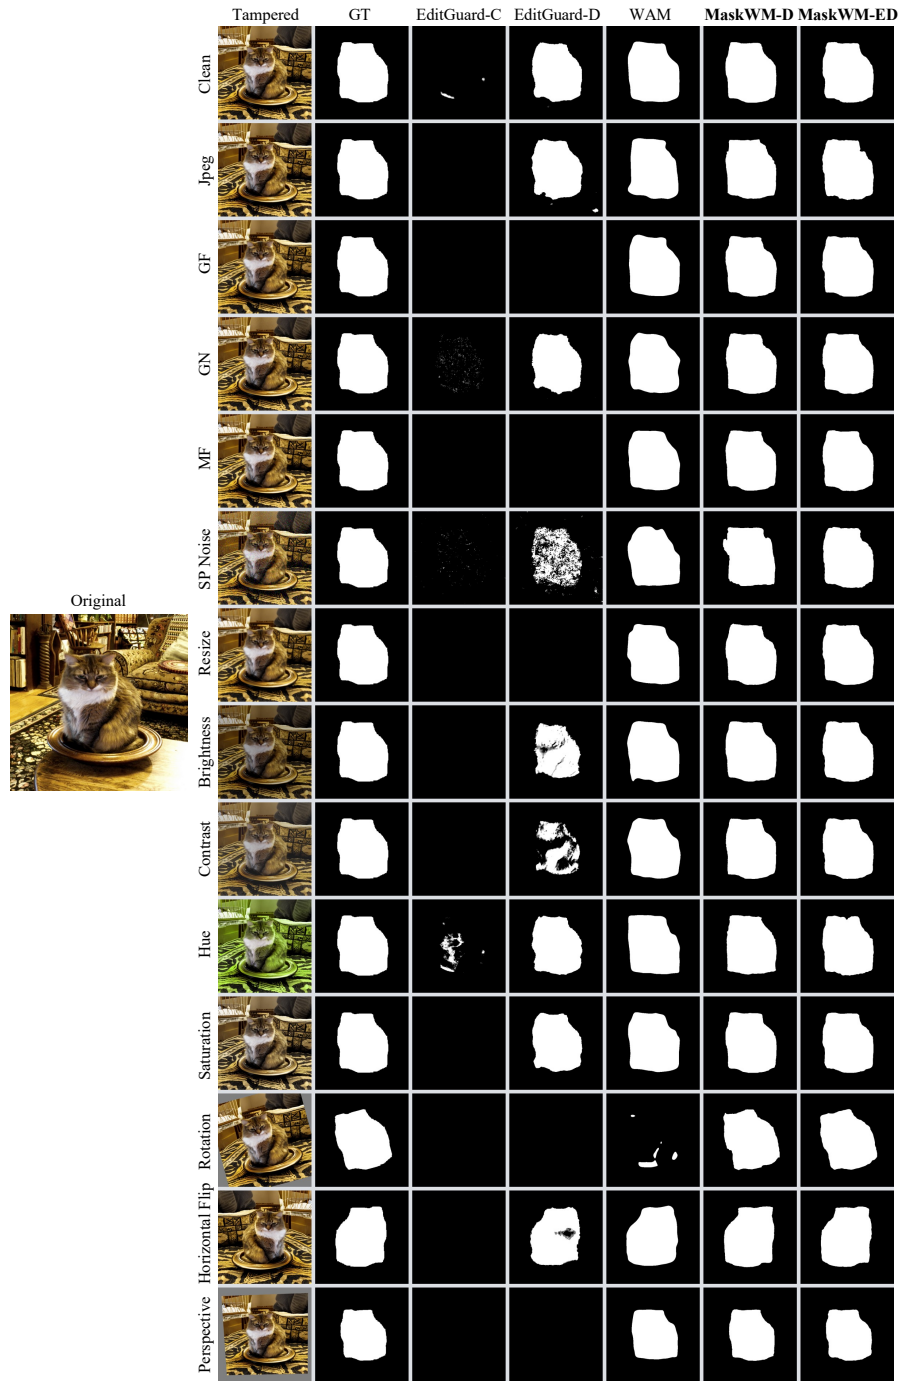 Tampered GT EditGuard-C EditGuard-D WAM MaskWM-D MaskWM-ED
Clean
Jpeg
GF
GN
MF
SP Noise
Original
Resize
Brightness
Contrast
Hue
Saturation
Rotation
Horizontal Flip
Perspective